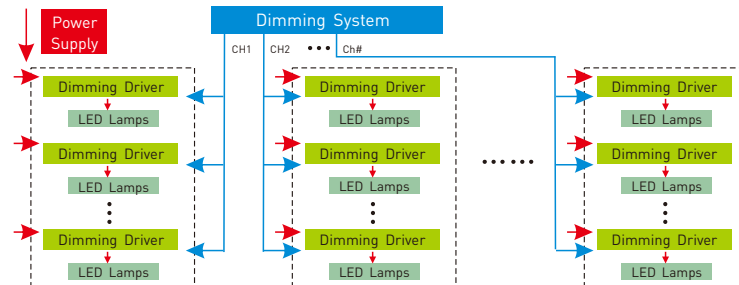 Power
Supply
Dimming System
CH1
CH2
Ch#
Dimming Driver
LED Lamps
Dimming Driver
LED Lamps
Dimming Driver
LED Lamps
Dimming Driver
LED Lamps
Dimming Driver
LED Lamps
Dimming Driver
LED Lamps
Dimming Driver
LED Lamps
Dimming Driver
LED Lamps
Dimming Driver
LED Lamps